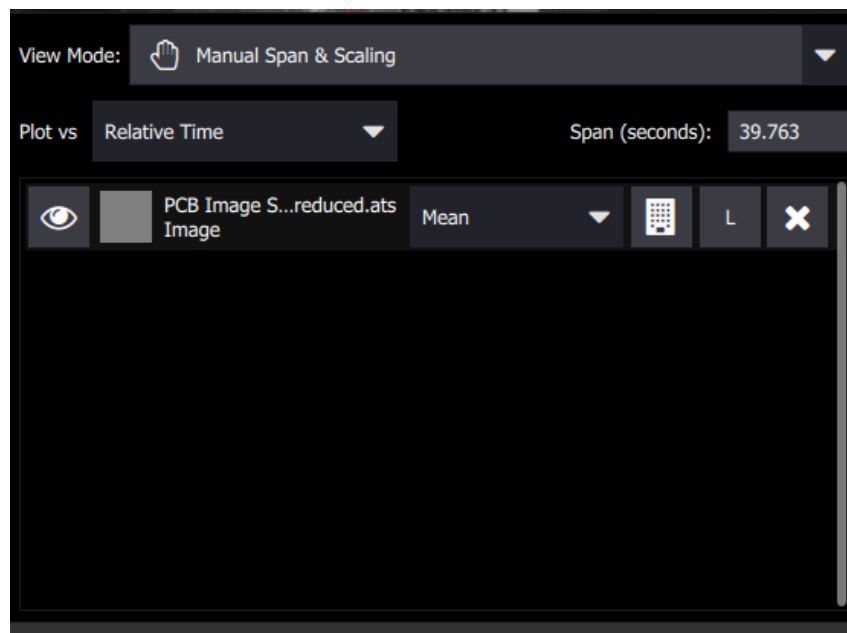 View Mode: Manual Span & Scaling
Plot vs Relative Time Span (seconds): 39.763
PCB Image S...reduced.ats
Image Mean L